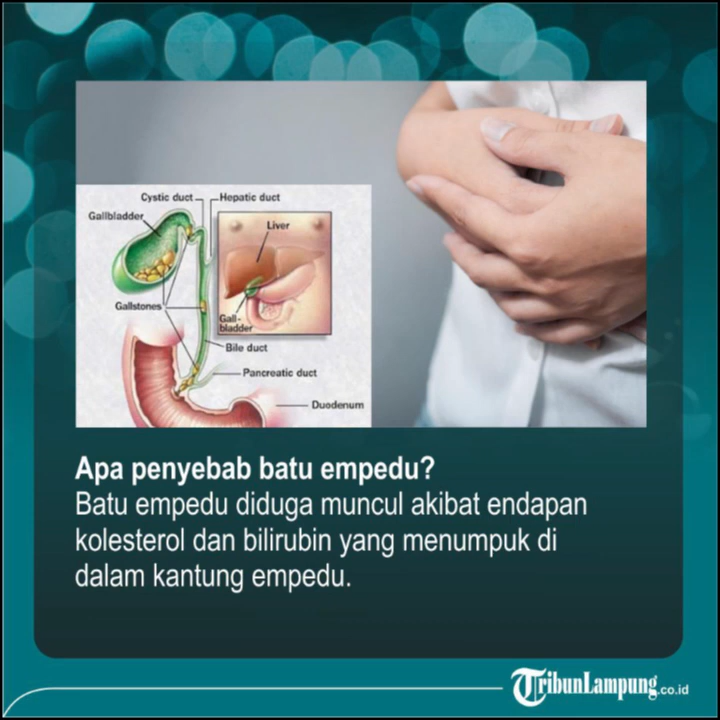 Cystic duct
Hepatic duct
Gallbladder
Liver
Gallstones
Gall-
bladder
Bile duct
Pancreatic duct
Duodenum
Apa penyebab batu empedu?
Batu empedu diduga muncul akibat endapan
kolesterol dan bilirubin yang menumpuk di
dalam kantung empedu.
TribunLampung.co.id